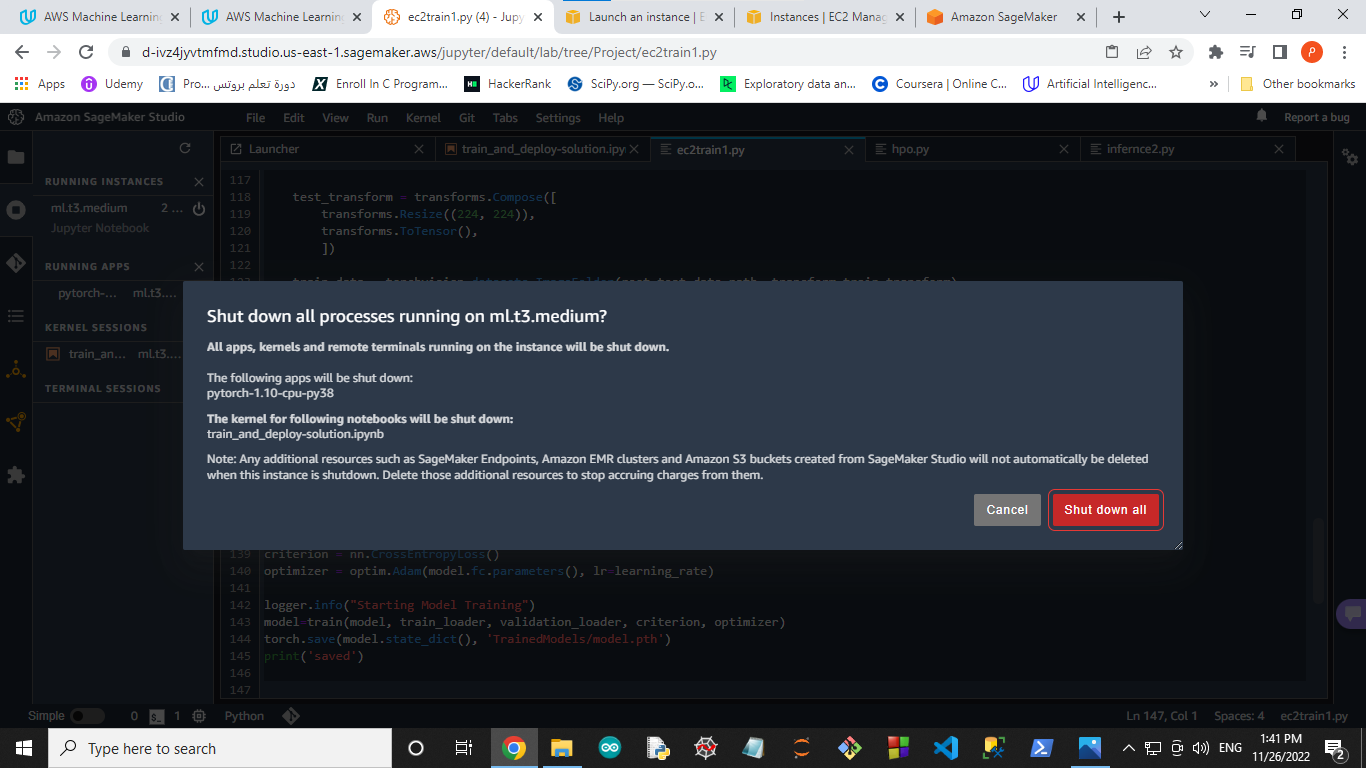 AWS Machine Learning
AWS Machine Learning
ec2train1.py (4) - Jupy
Launch an instance | E
Instances | EC2 Manag
Amazon SageMaker
d-ivz4jyvtmfmd.studio.us-east-1.sagemaker.aws/jupyter/default/lab/tree/Project/ec2train1.py
Apps
Udemy
دورة تعلم بروتس ...Pro
Enroll In C Program...
HackerRank
SciPy.org — SciPy.o...
Exploratory data an...
Coursera | Online C...
Artificial Intelligenc...
»
Other bookmarks
Amazon SageMaker Studio
File Edit View Run Kernel Git Tabs Settings Help
Report a bug
Launcher
train_and_deploy-solution.ipy
ec2train1.py
hpo.py
infernce2.py
RUNNING INSTANCES
ml.t3.medium 2 ...
Jupyter Notebook
RUNNING APPS
pytorch-... ml.t3....
KERNEL SESSIONS
train_an... ml.t3....
TERMINAL SESSIONS
117
118 test_transform = transforms.Compose([
119 transforms.Resize((224, 224)),
120 transforms.ToTensor(),
121 ])
122
Shut down all processes running on ml.t3.medium?
All apps, kernels and remote terminals running on the instance will be shut down.
The following apps will be shut down:
pytorch-1.10-cpu-py38
The kernel for following notebooks will be shut down:
train_and_deploy-solution.ipynb
Note: Any additional resources such as SageMaker Endpoints, Amazon EMR clusters and Amazon S3 buckets created from SageMaker Studio will not automatically be deleted
when this instance is shutdown. Delete those additional resources to stop accruing charges from them.
Cancel
Shut down all
139 criterion = nn.CrossEntropyLoss()
140 optimizer = optim.Adam(model.fc.parameters(), lr=learning_rate)
141
142 logger.info("Starting Model Training")
143 model=train(model, train_loader, validation_loader, criterion, optimizer)
144 torch.save(model.state_dict(), 'TrainedModels/model.pth')
145 print('saved')
146
147
Simple 0 1 Python
Ln 147, Col 1 Spaces: 4 ec2train1.py
Type here to search
ENG
1:41 PM
11/26/2022
2